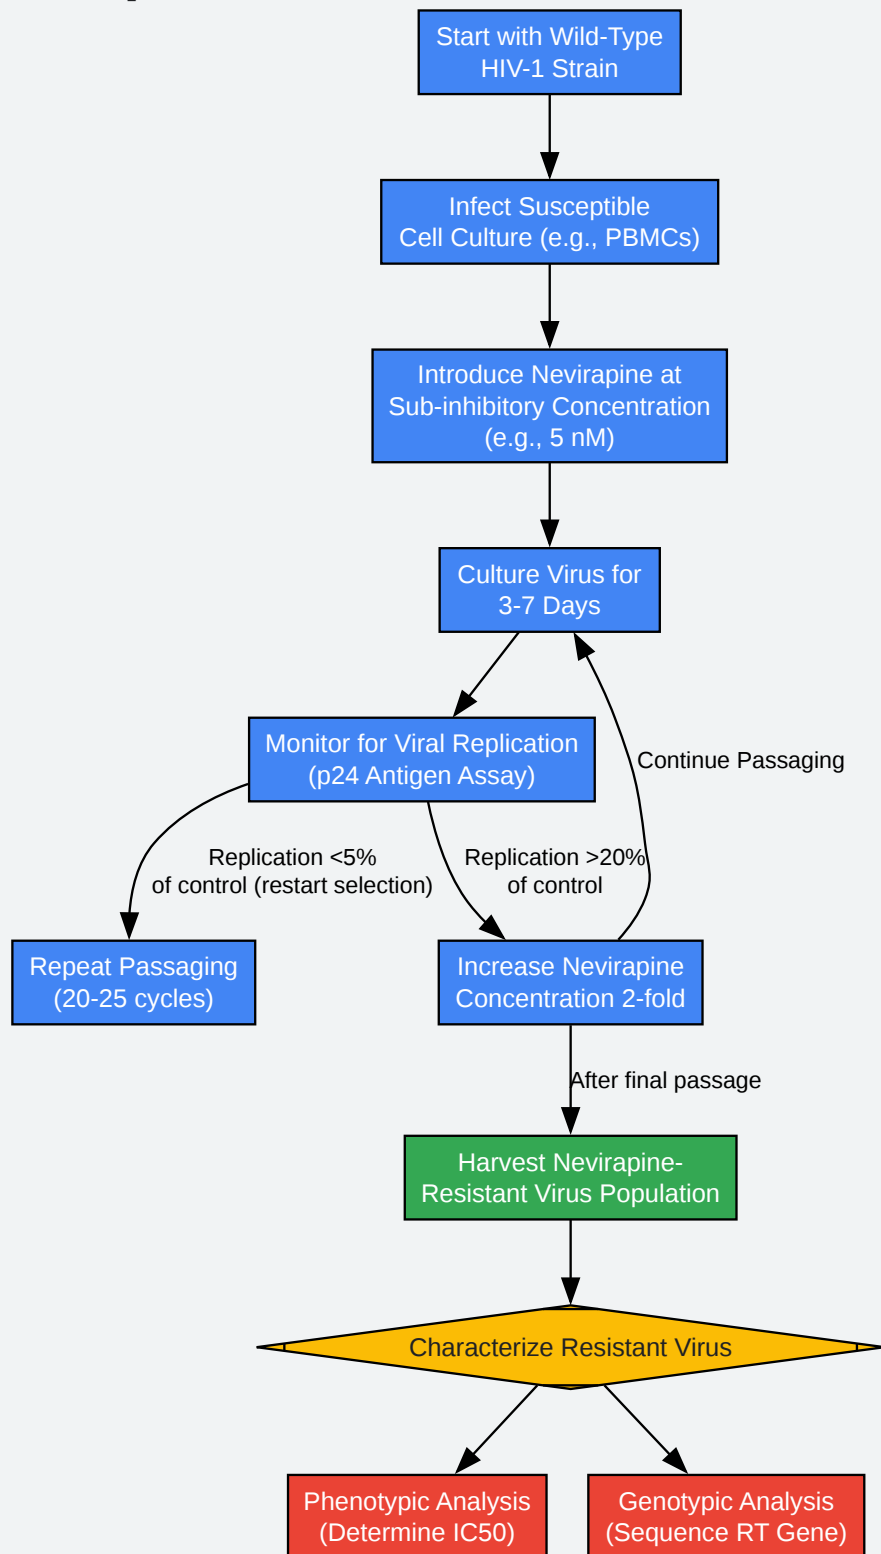 Start with Wild-Type
HIV-1 Strain
Infect Susceptible
Cell Culture (e.g., PBMCs)
Introduce Nevirapine at
Sub-inhibitory Concentration
(e.g., 5 nM)
Culture Virus for
3-7 Days
Monitor for Viral Replication
(p24 Antigen Assay)
Continue Passaging
Replication <5%
of control (restart selection)
Replication >20%
of control
Repeat Passaging
(20-25 cycles)
Increase Nevirapine
Concentration 2-fold
After final passage
Harvest Nevirapine-
Resistant Virus Population
Characterize Resistant Virus
Phenotypic Analysis
(Determine IC50)
Genotypic Analysis
(Sequence RT Gene)